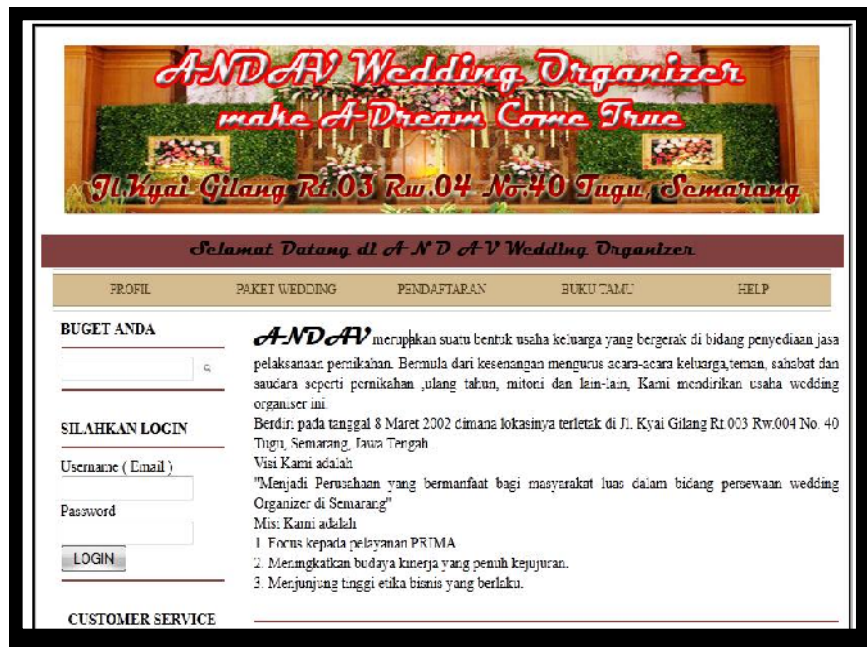 ANDAV Wedding Organizer
make A Dream Come True
Jl.Kyai Gilang Rt.03 Rw.04 No.40 Tugu, Semarang
Selamat Datang di A N D A V Wedding Organizer
PROFIL PAKET WEDDING PENDAFTARAN BUKU TAMU HELP
BUGET ANDA
SILAHKAN LOGIN
Username ( Email )
Password
LOGIN
CUSTOMER SERVICE
ANDAV merupakan suatu bentuk usaha keluarga yang bergerak di bidang penyediaan jasa
pelaksanaan pernikahan. Bermula dari kesenangan mengurus acara-acara keluarga,teman, sahabat dan
saudara seperti pernikahan ,ulang tahun, mitoni dan lain-lain, Kami mendirikan usaha wedding
organiser ini.
Berdiri pada tanggal 8 Maret 2002 dimana lokasinya terletak di Jl. Kyai Gilang Rt.003 Rw.004 No. 40
Tugu, Semarang, Jawa Tengah
Visi Kami adalah
"Menjadi Perusahaan yang bermanfaat bagi masyarakat luas dalam bidang persewaan wedding
Organizer di Semarang"
Misi Kami adalah
1. Focus kepada pelayanan PRIMA
2. Meningkatkan budaya kinerja yang penuh kejujuran.
3. Menjunjung tinggi etika bisnis yang berlaku.